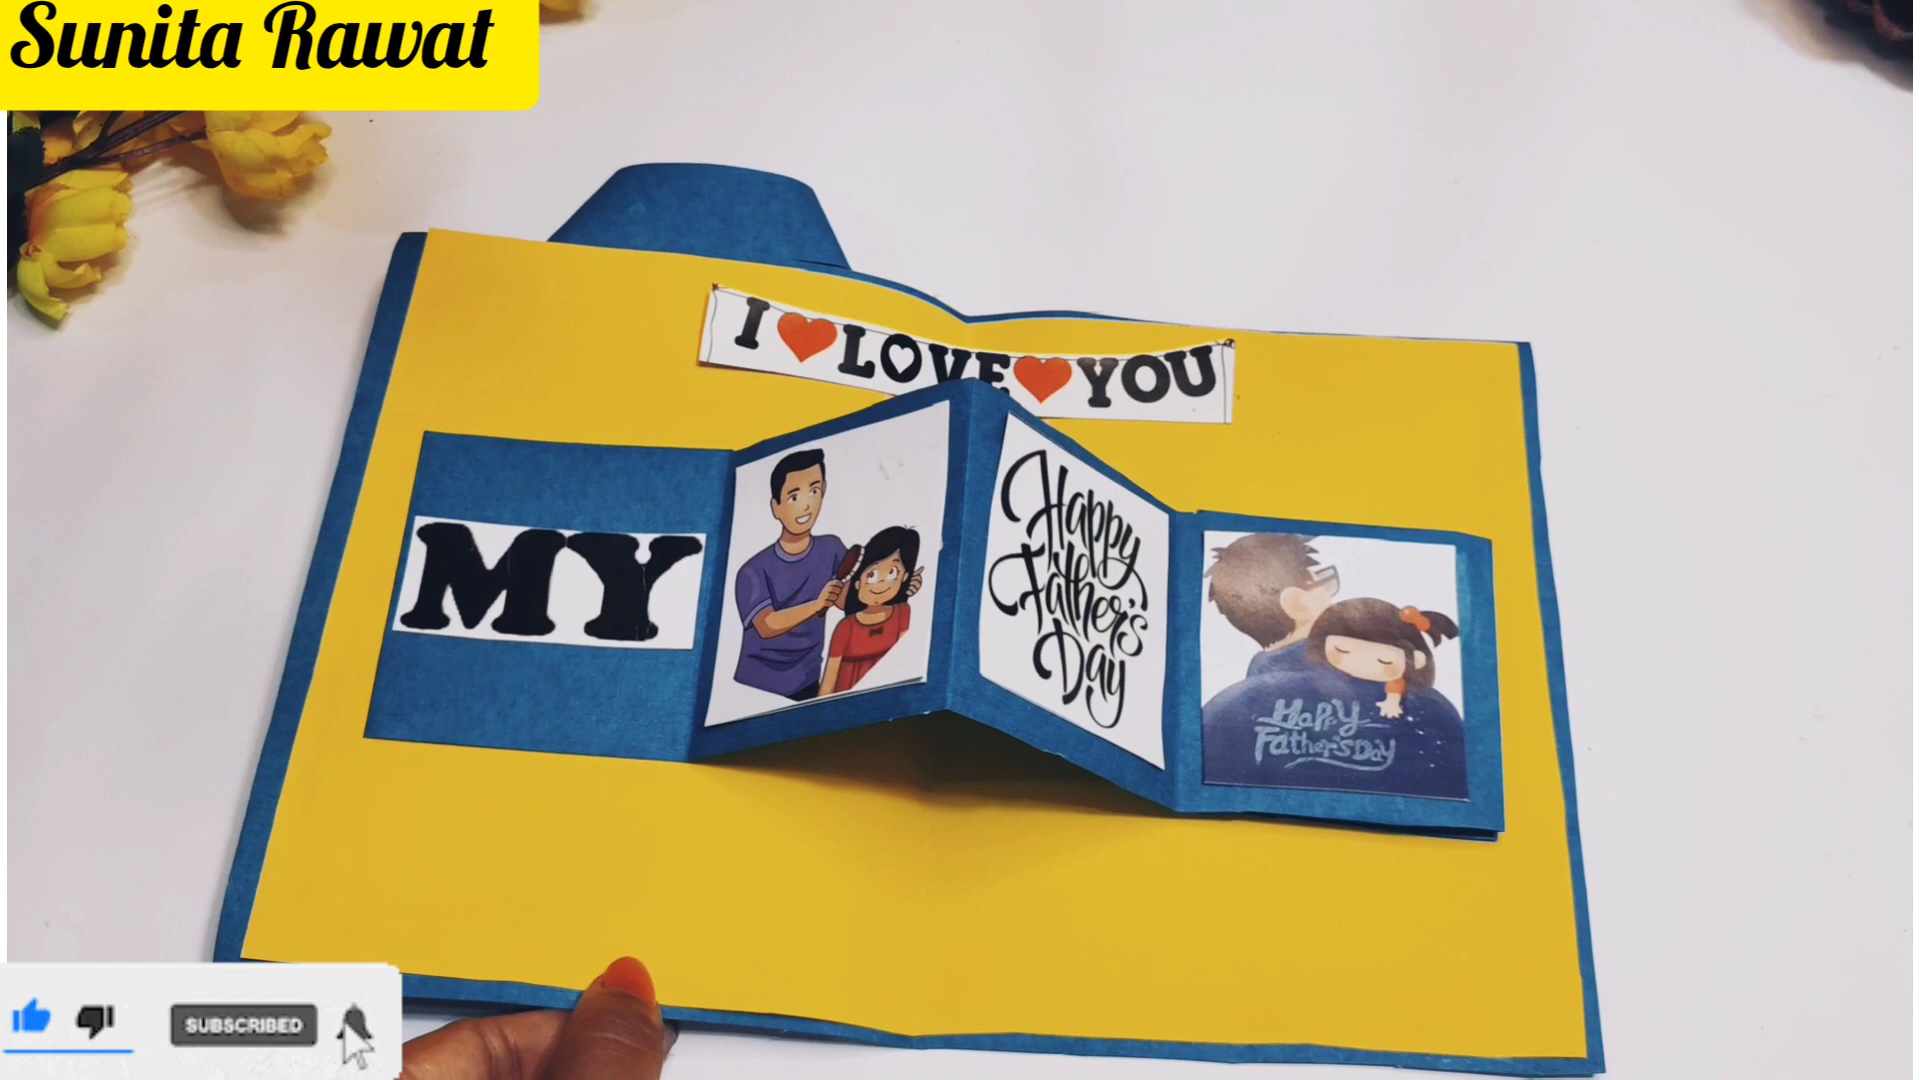 Sunita Rawat
I LOVE YOU
MY
Happy
Father's
Day
Happy
Father's Day
SUBSCRIBED